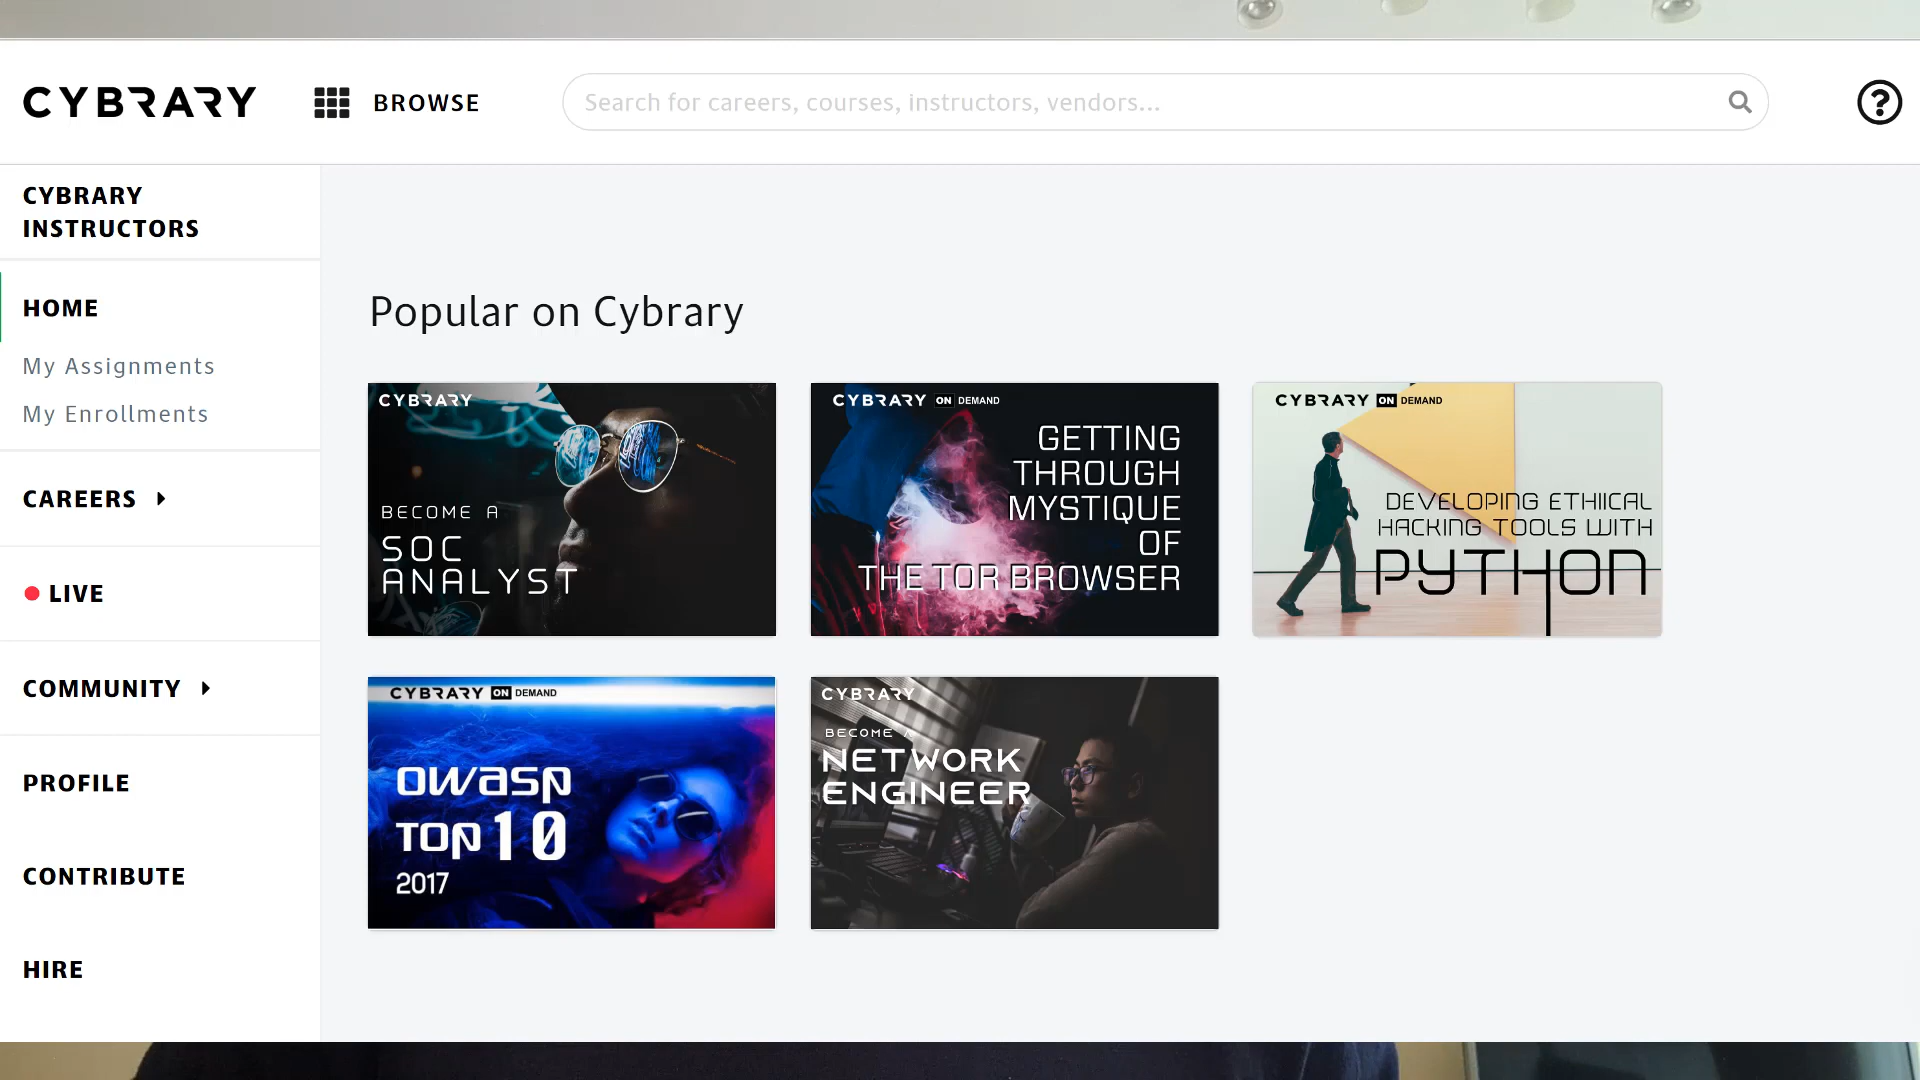 CYBRARY
BROWSE
Search for careers, courses, instructors, vendors...
CYBRARY
INSTRUCTORS
HOME
My Assignments
My Enrollments
CAREERS
LIVE
COMMUNITY
PROFILE
CONTRIBUTE
HIRE
Popular on Cybrary
CYBRARY
BECOME A
SOC
ANALYST
CYBRARY ON DEMAND
GETTING
THROUGH
MYSTIQUE
OF
THE TOR BROWSER
CYBRARY ON DEMAND
DEVELOPING ETHIICAL
HACKING TOOLS WITH
PYTHON
CYBRARY ON DEMAND
OWASP
TOP 10
2017
CYBRARY
BECOME A
NETWORK
ENGINEER